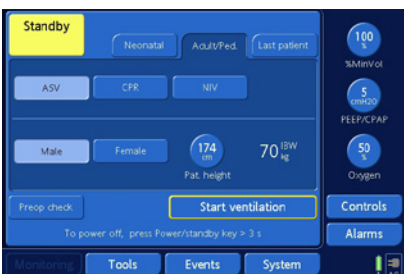 Standby
Neonatal
Adult/Ped.
Last patient
100
%
%MinVol
ASV
CPR
NIV
5
cmH2O
PEEP/CPAP
Male
Female
174
cm
Pat. height
70 IBW kg
50
%
Oxygen
Preop check
Start ventilation
Controls
To power off, press Power/standby key > 3 s
Alarms
Monitoring
Tools
Events
System